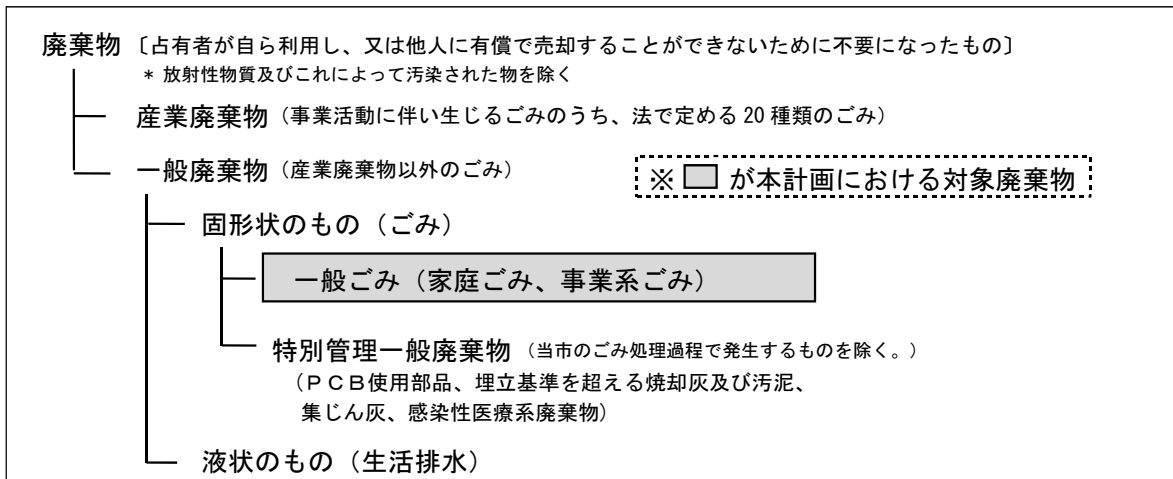 廃棄物〔占有者が自ら利用し、又は他人に有償で売却することができないために不要になったもの〕
* 放射性物質及びこれによって汚染された物を除く
産業廃棄物（事業活動に伴い生じるごみのうち、法で定める20種類のごみ）
一般廃棄物（産業廃棄物以外のごみ）
※ が本計画における対象廃棄物
固形状のもの（ごみ）
一般ごみ（家庭ごみ、事業系ごみ）
特別管理一般廃棄物（当市のごみ処理過程で発生するものを除く。）
（ＰＣＢ使用部品、埋立基準を超える焼却灰及び汚泥、
集じん灰、感染性医療系廃棄物）
液状のもの（生活排水）